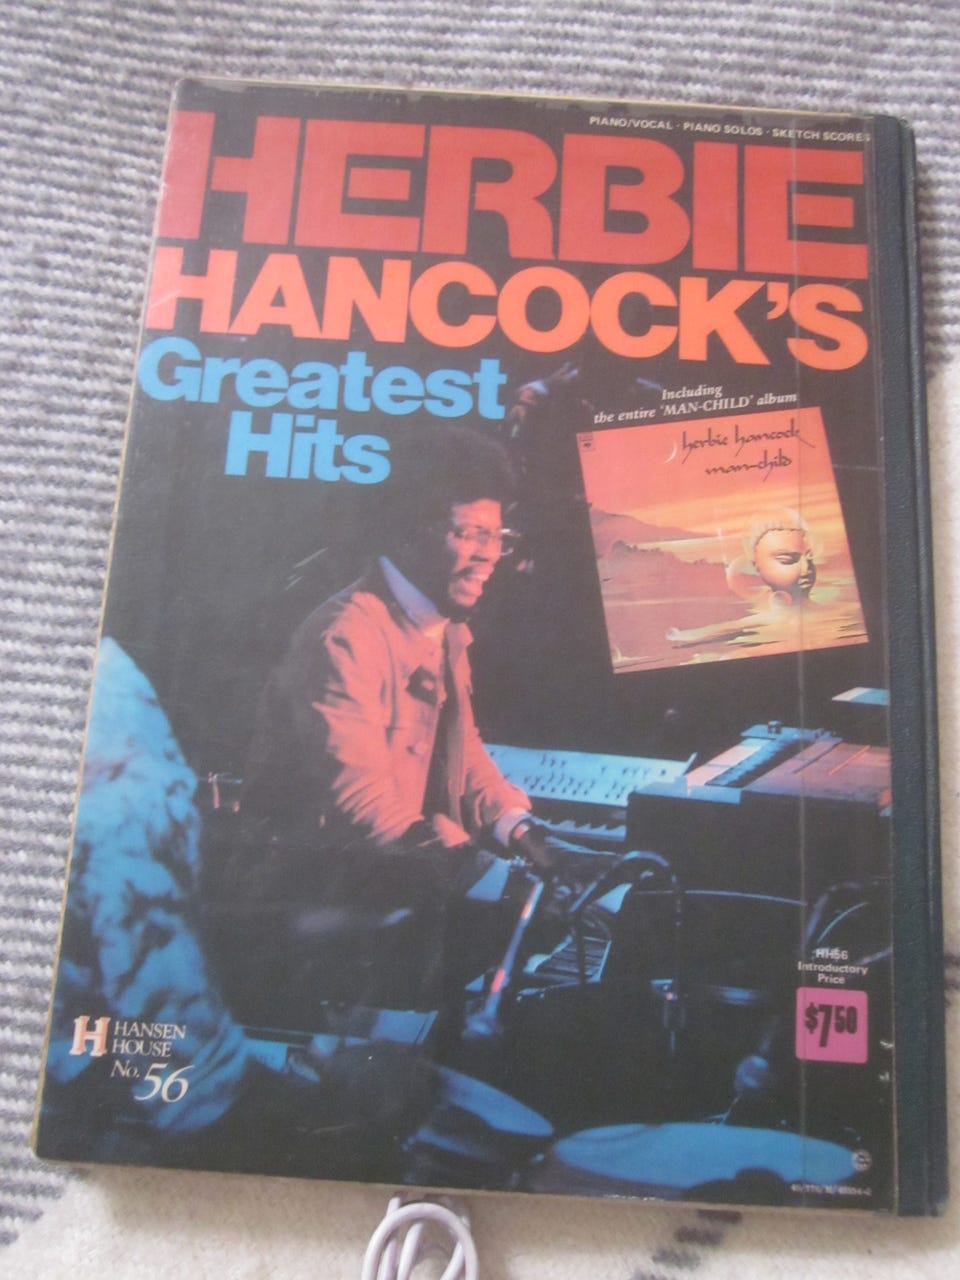 PIANO/VOCAL · PIANO SOLOS · SKETCH SCORES
HERBIE
HANCOCK'S
Greatest
Hits
Including
the entire 'MAN-CHILD' album
herbie hancock
man-child
HH56
Introductory
Price
$7.50
H HANSEN
HOUSE
No. 56